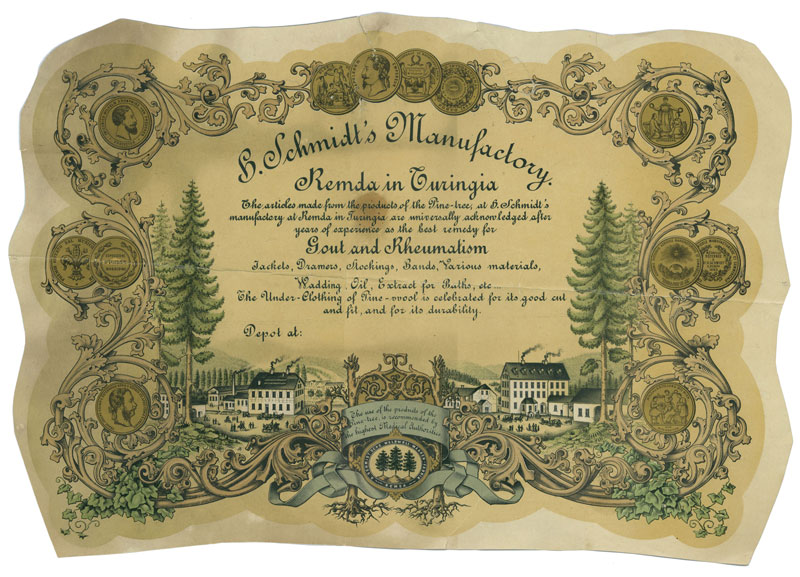 H. Schmidt's Manufactory.
Remda in Turingia
The articles made from the products of the Pine-tree, at H. Schmidt's
manufactory at Remda in Turingia are universally acknowledged after
years of experience as the best remedy for
Gout and Rheumatism
Jackets, Drawers, Stockings, Bands, Various materials,
Wadding, Oil, Extract for Baths, etc
The Under-Clothing of Pine-wool is celebrated for its good cut
and fit, and for its durability.
Depot at:
The use of the products of the
Pine-tree is recommended by
the highest Medical Authorities